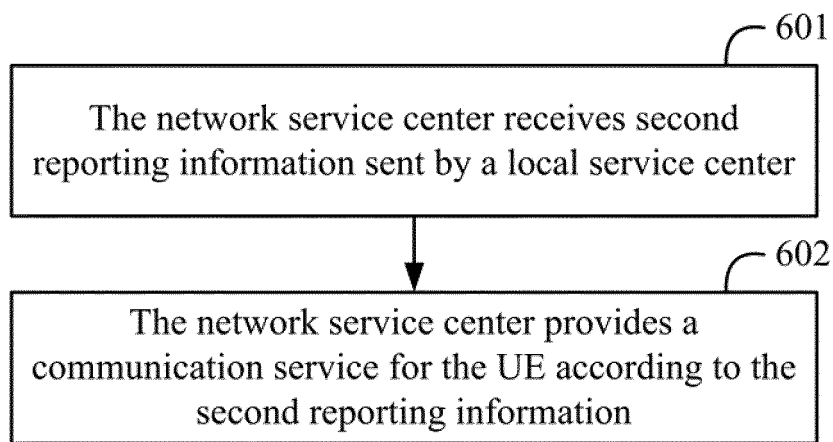 601
The network service center receives second
reporting information sent by a local service center
602
The network service center provides a
communication service for the UE according to the
second reporting information